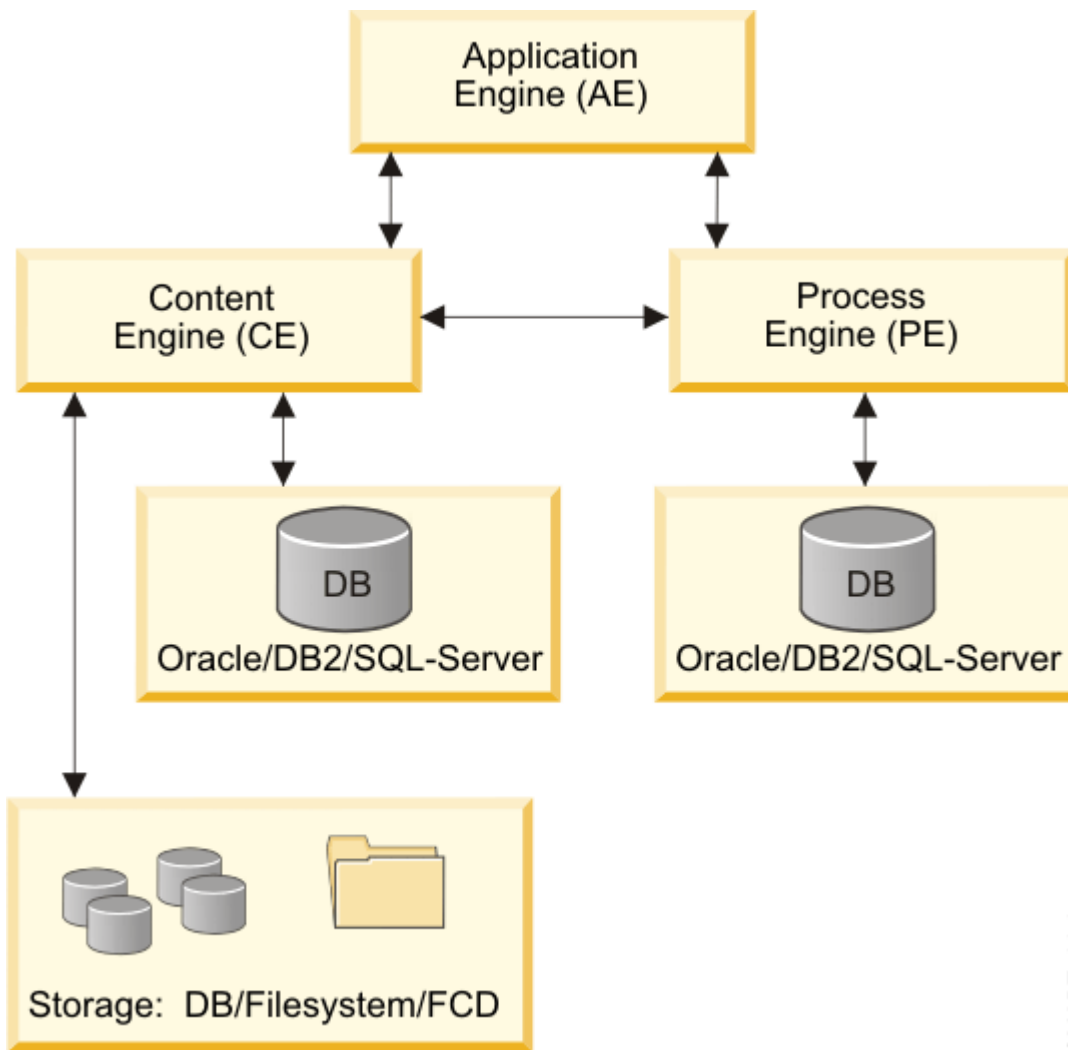 Application
Engine (AE)
Content
Engine (CE)
Process
Engine (PE)
DB
Oracle/DB2/SQL-Server
DB
Oracle/DB2/SQL-Server
Storage: DB/Filesystem/FCD